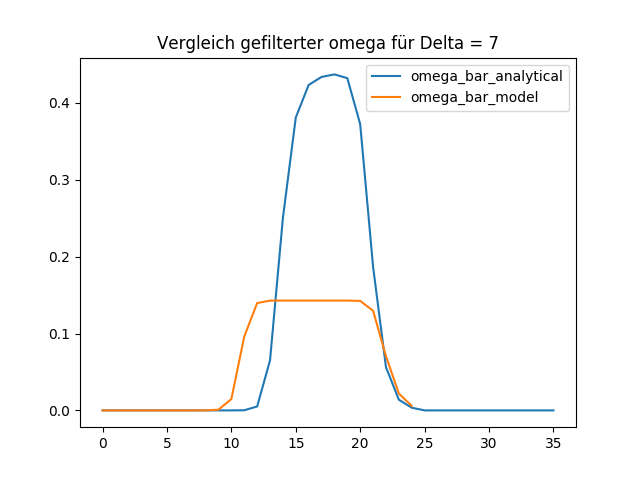 Vergleich gefilterter omega für Delta = 7
omega_bar_analytical
omega_bar_model
0.4
0.3
0.2
0.1
0.0
0 5 10 15 20 25 30 35